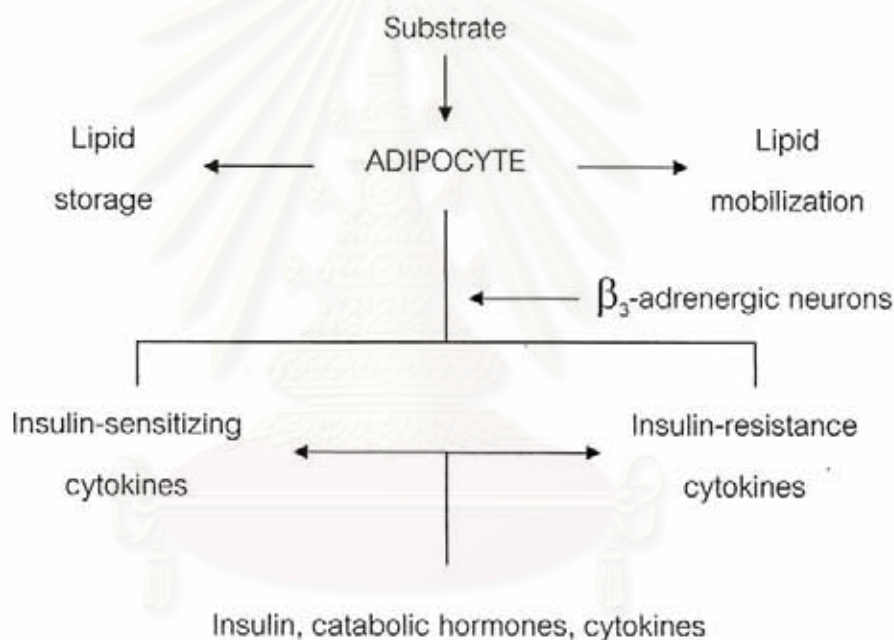 Substrate
Lipid
storage
ADIPOCYTE
Lipid
mobilization
β₃-adrenergic neurons
Insulin-sensitizing
cytokines
Insulin-resistance
cytokines
Insulin, catabolic hormones, cytokines